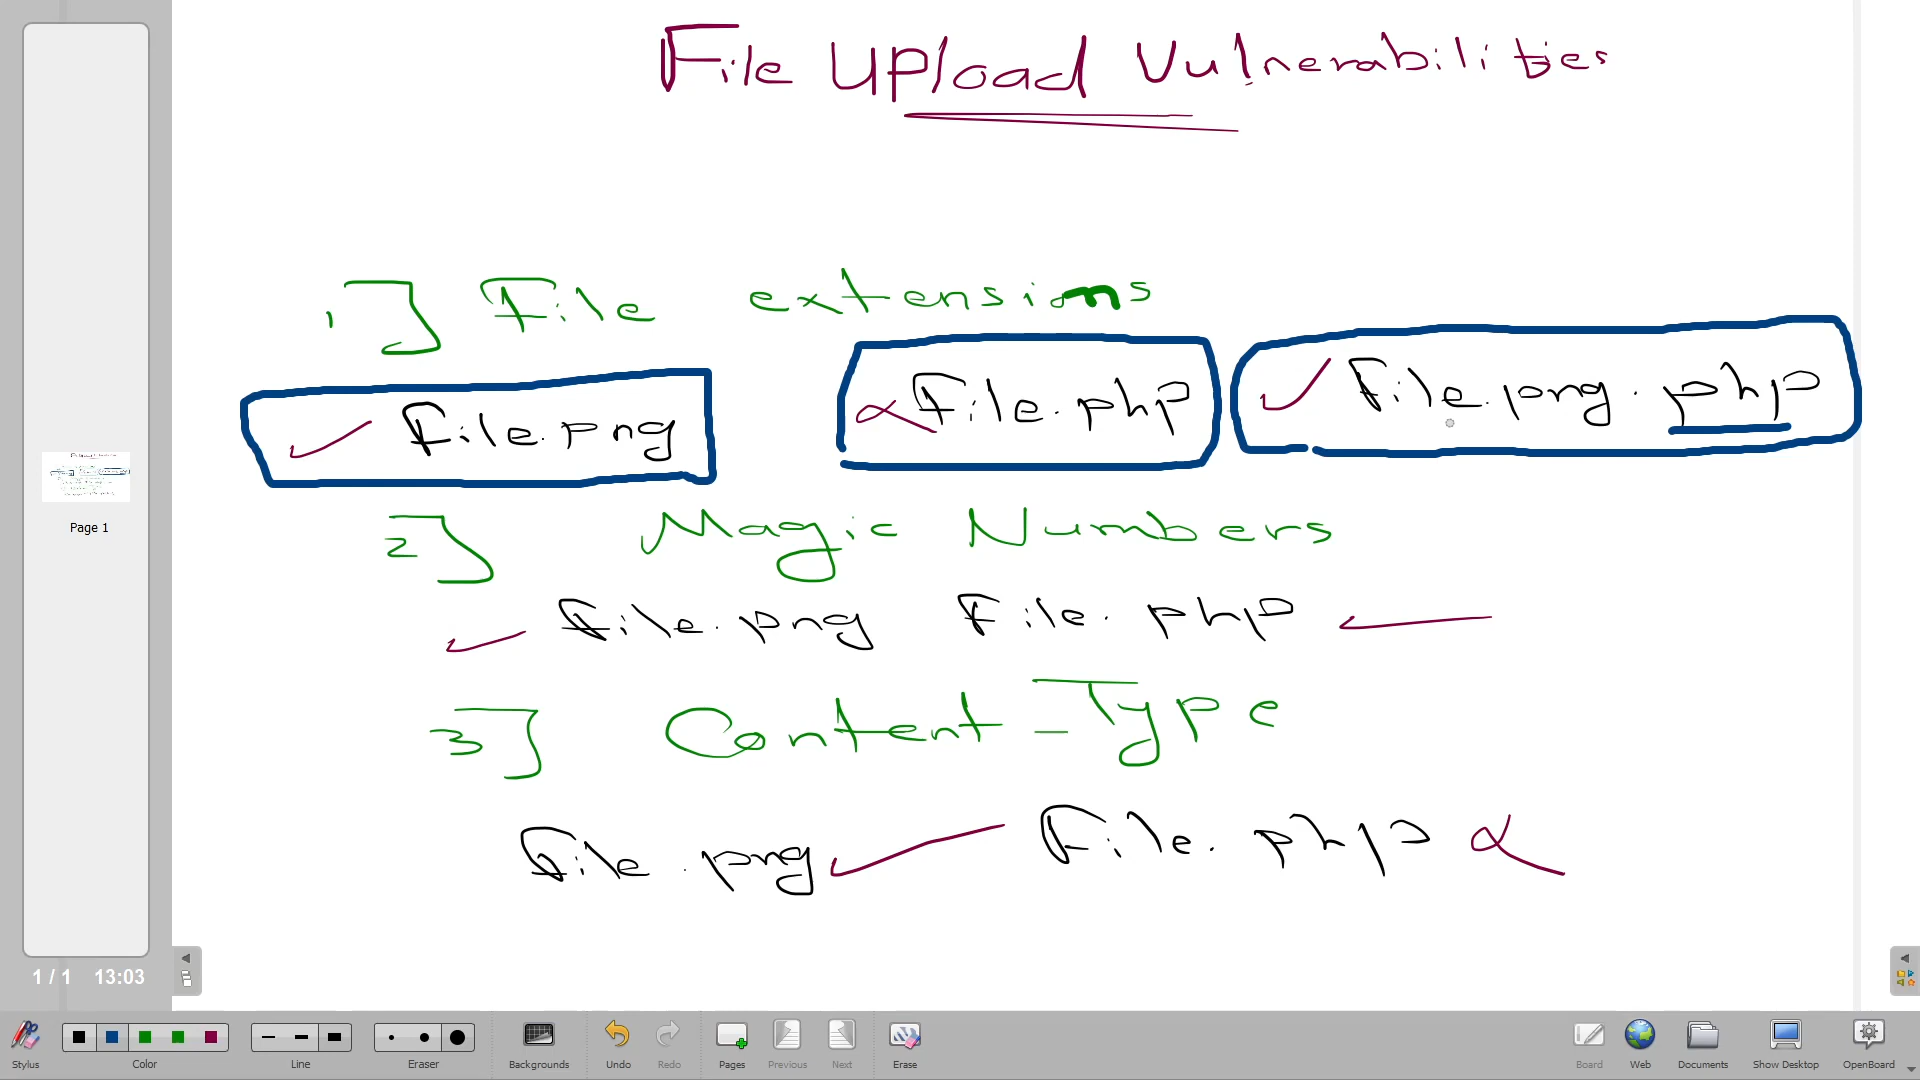 File Upload Vulnerabilities
1] File extensions
file.png
file.php
file.png.php
2] Magic Numbers
file.png File.php
3] Content-Type
file.png File.php
Page 1
1 / 1 13:03
Stylus Color Line Eraser Backgrounds Undo Redo Pages Previous Next Erase Board Web Documents Show Desktop OpenBoard